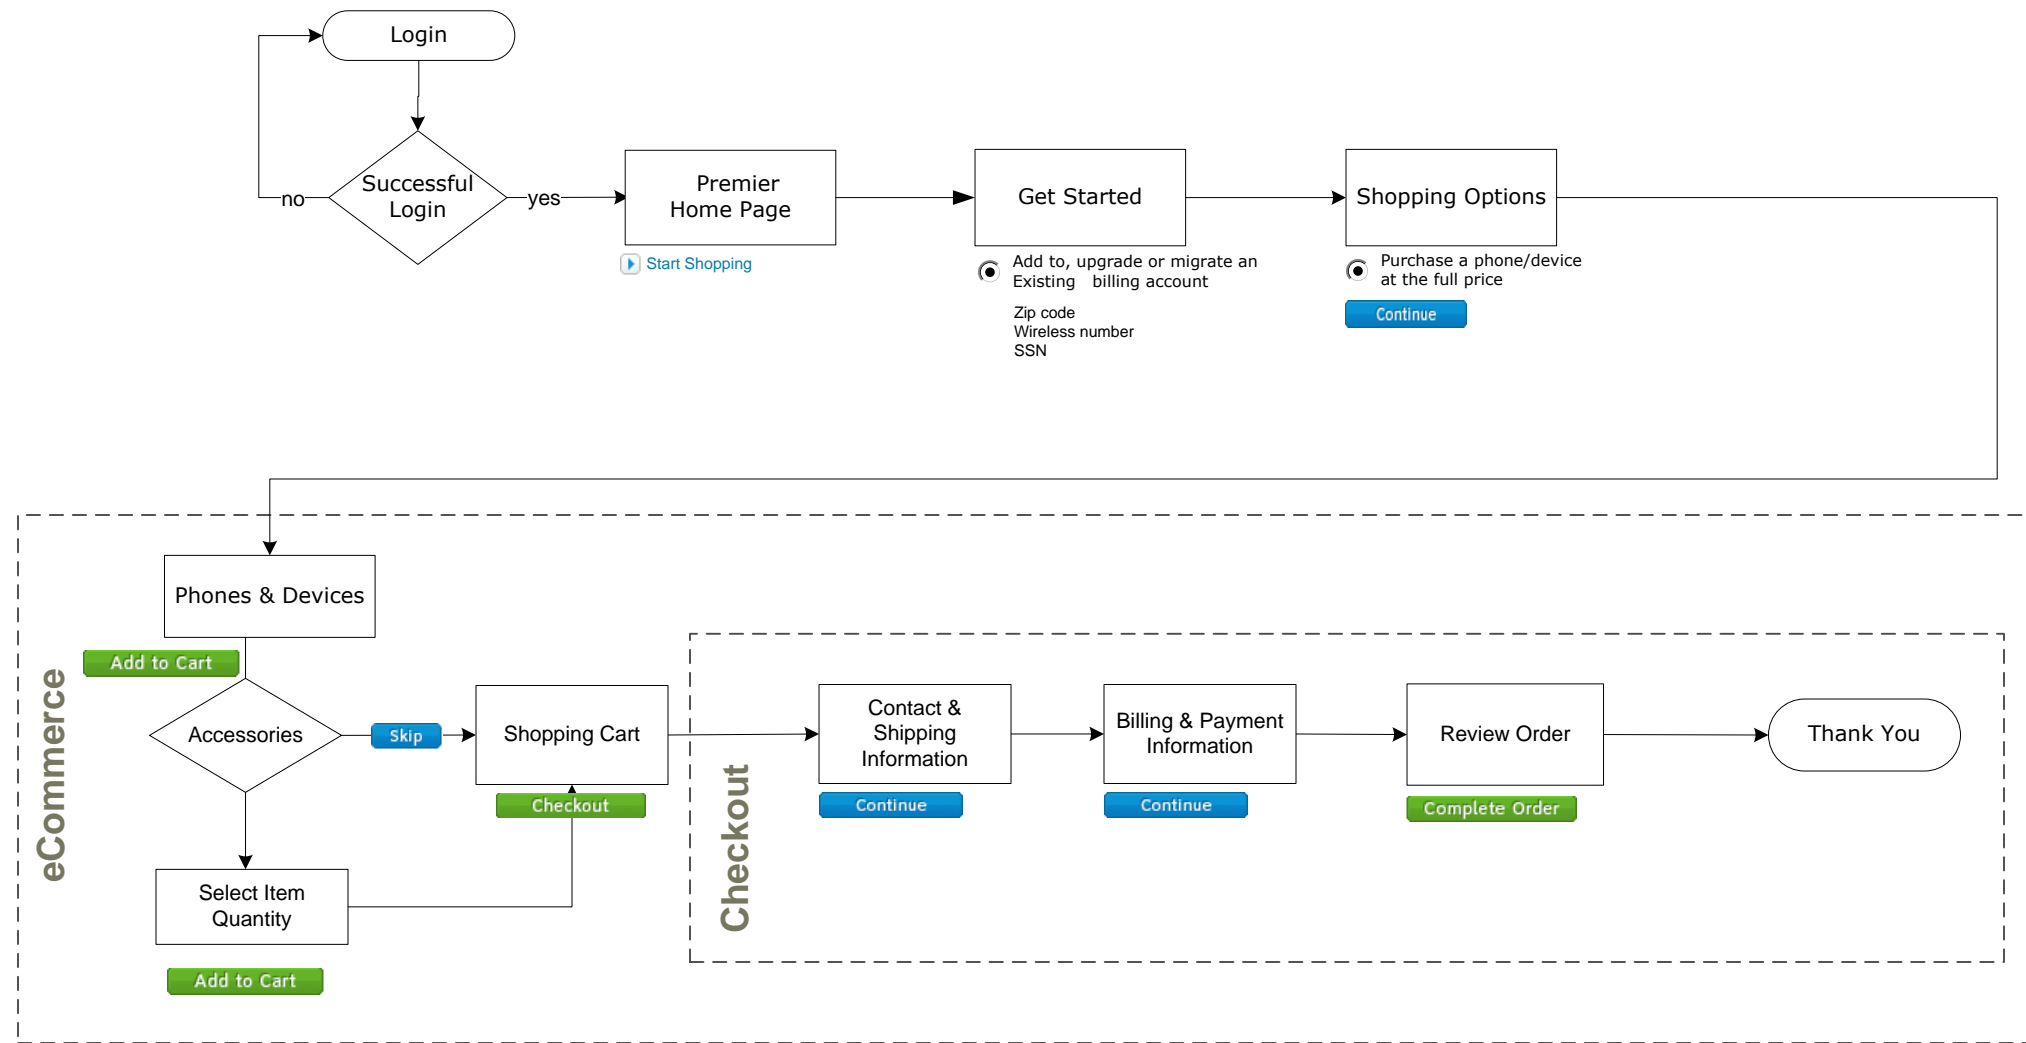 Login
Successful
Login
no
yes
Premier
Home Page
Start Shopping
Get Started
Add to, upgrade or migrate an
Existing billing account
Zip code
Wireless number
SSN
Shopping Options
Purchase a phone/device
at the full price
Continue
eCommerce
Phones & Devices
Add to Cart
Accessories
Skip
Select Item
Quantity
Add to Cart
Shopping Cart
Checkout
Checkout
Contact &
Shipping
Information
Continue
Billing & Payment
Information
Continue
Review Order
Complete Order
Thank You